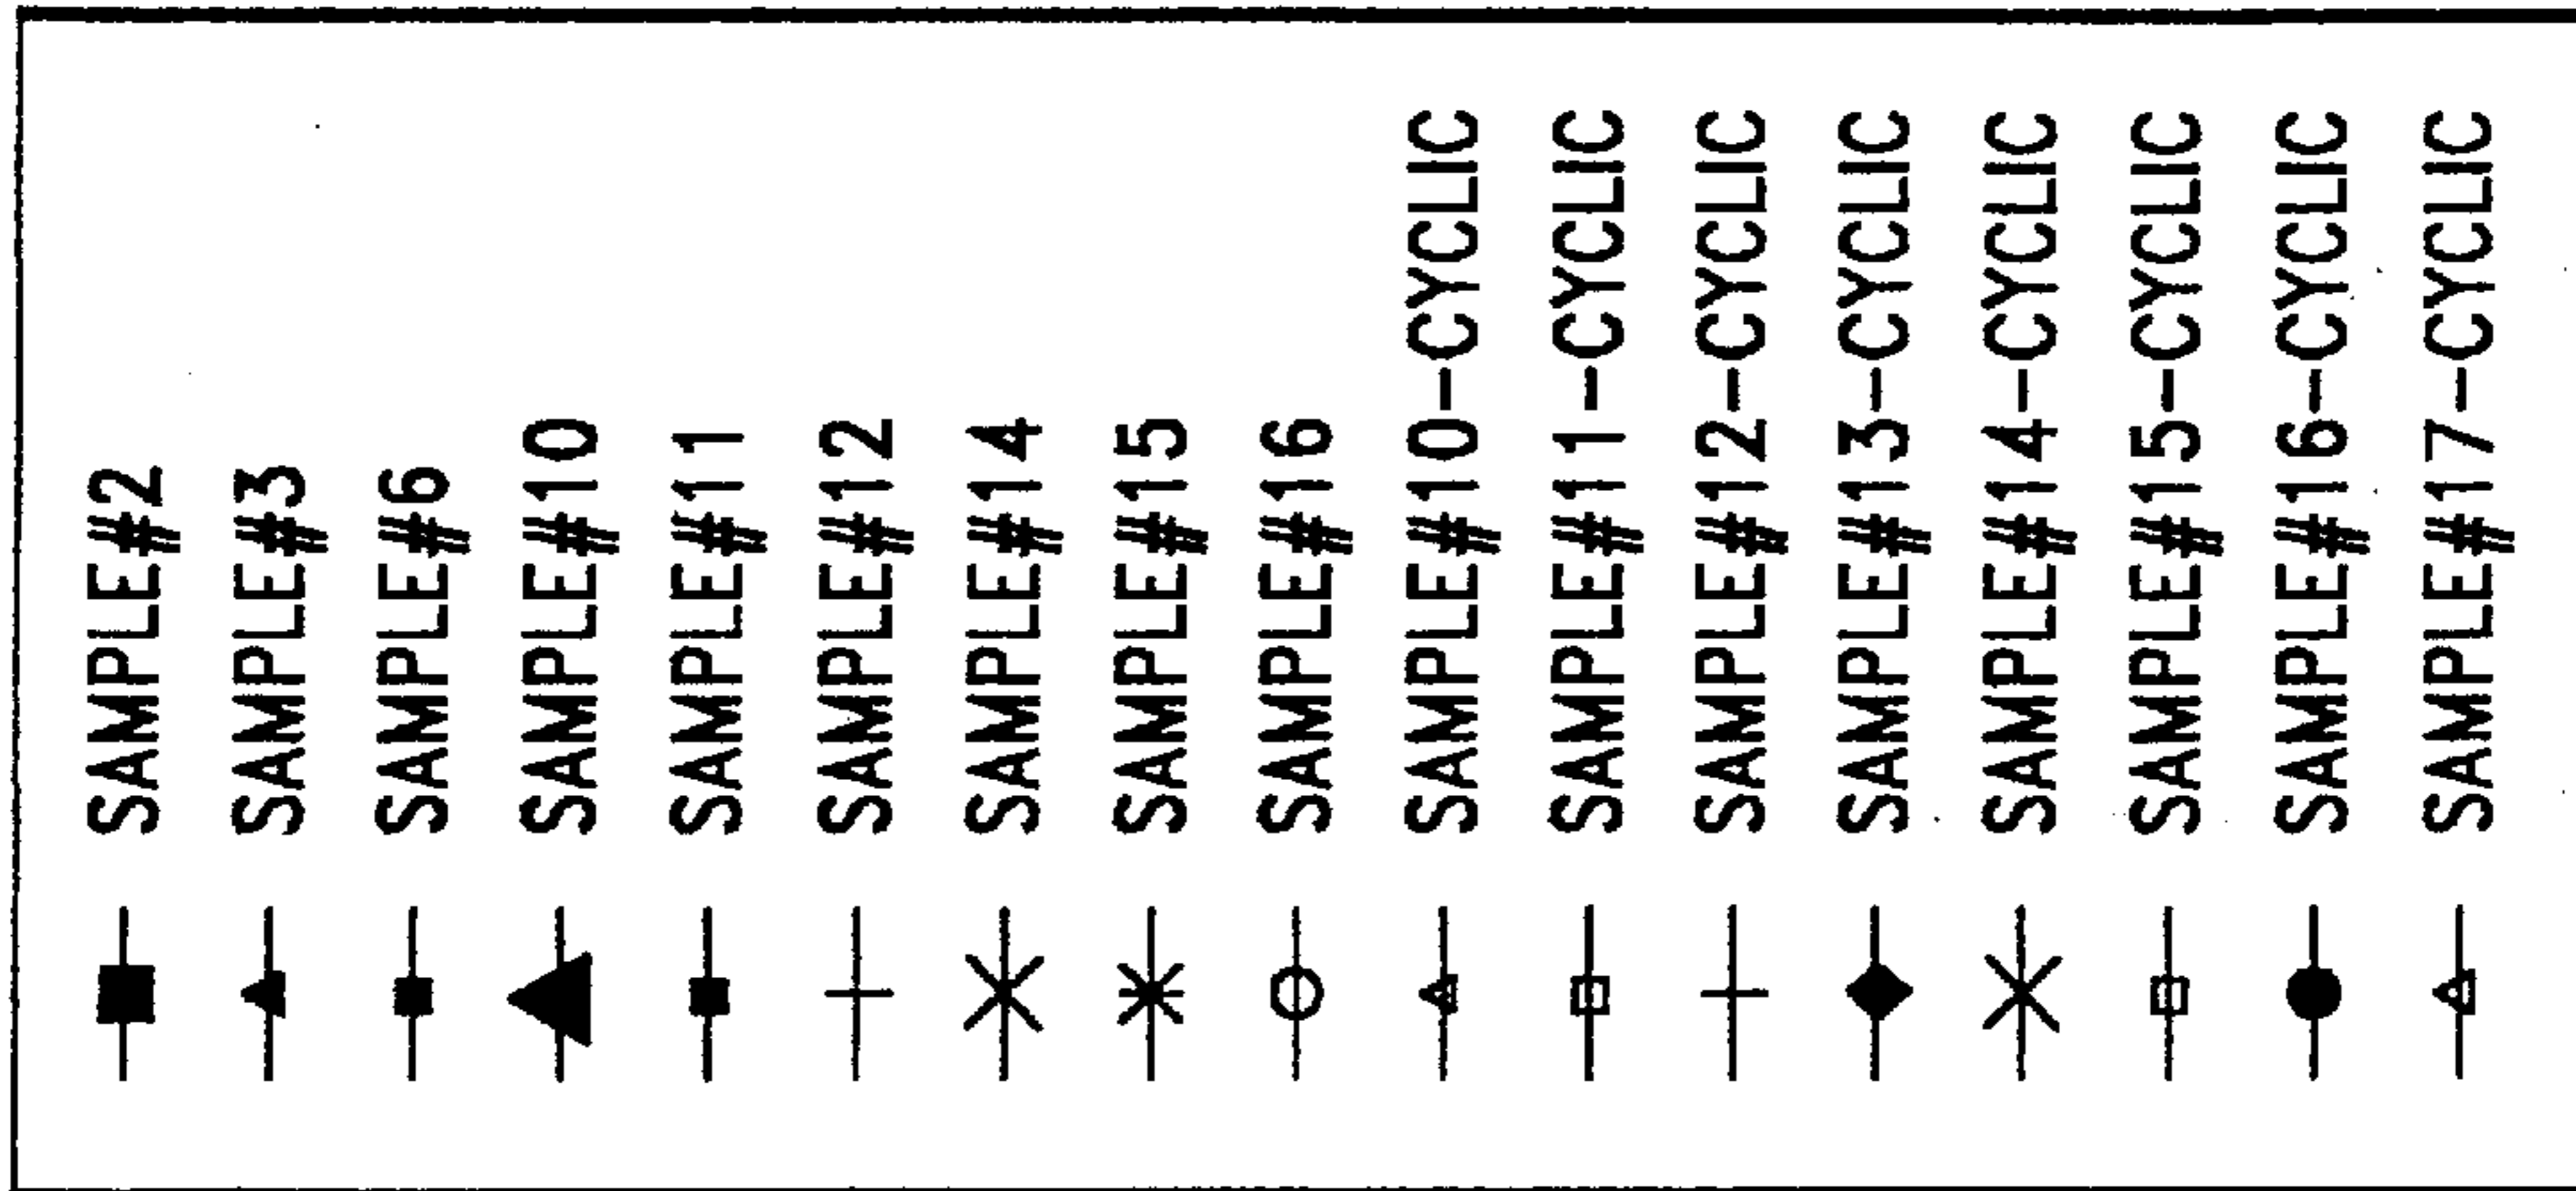 SAMPLE#2
SAMPLE#3
SAMPLE#6
SAMPLE#10
SAMPLE#11
SAMPLE#12
SAMPLE#14
SAMPLE#15
SAMPLE#16
SAMPLE#10-CYCLIC
SAMPLE#11-CYCLIC
SAMPLE#12-CYCLIC
SAMPLE#13-CYCLIC
SAMPLE#14-CYCLIC
SAMPLE#15-CYCLIC
SAMPLE#16-CYCLIC
SAMPLE#17-CYCLIC